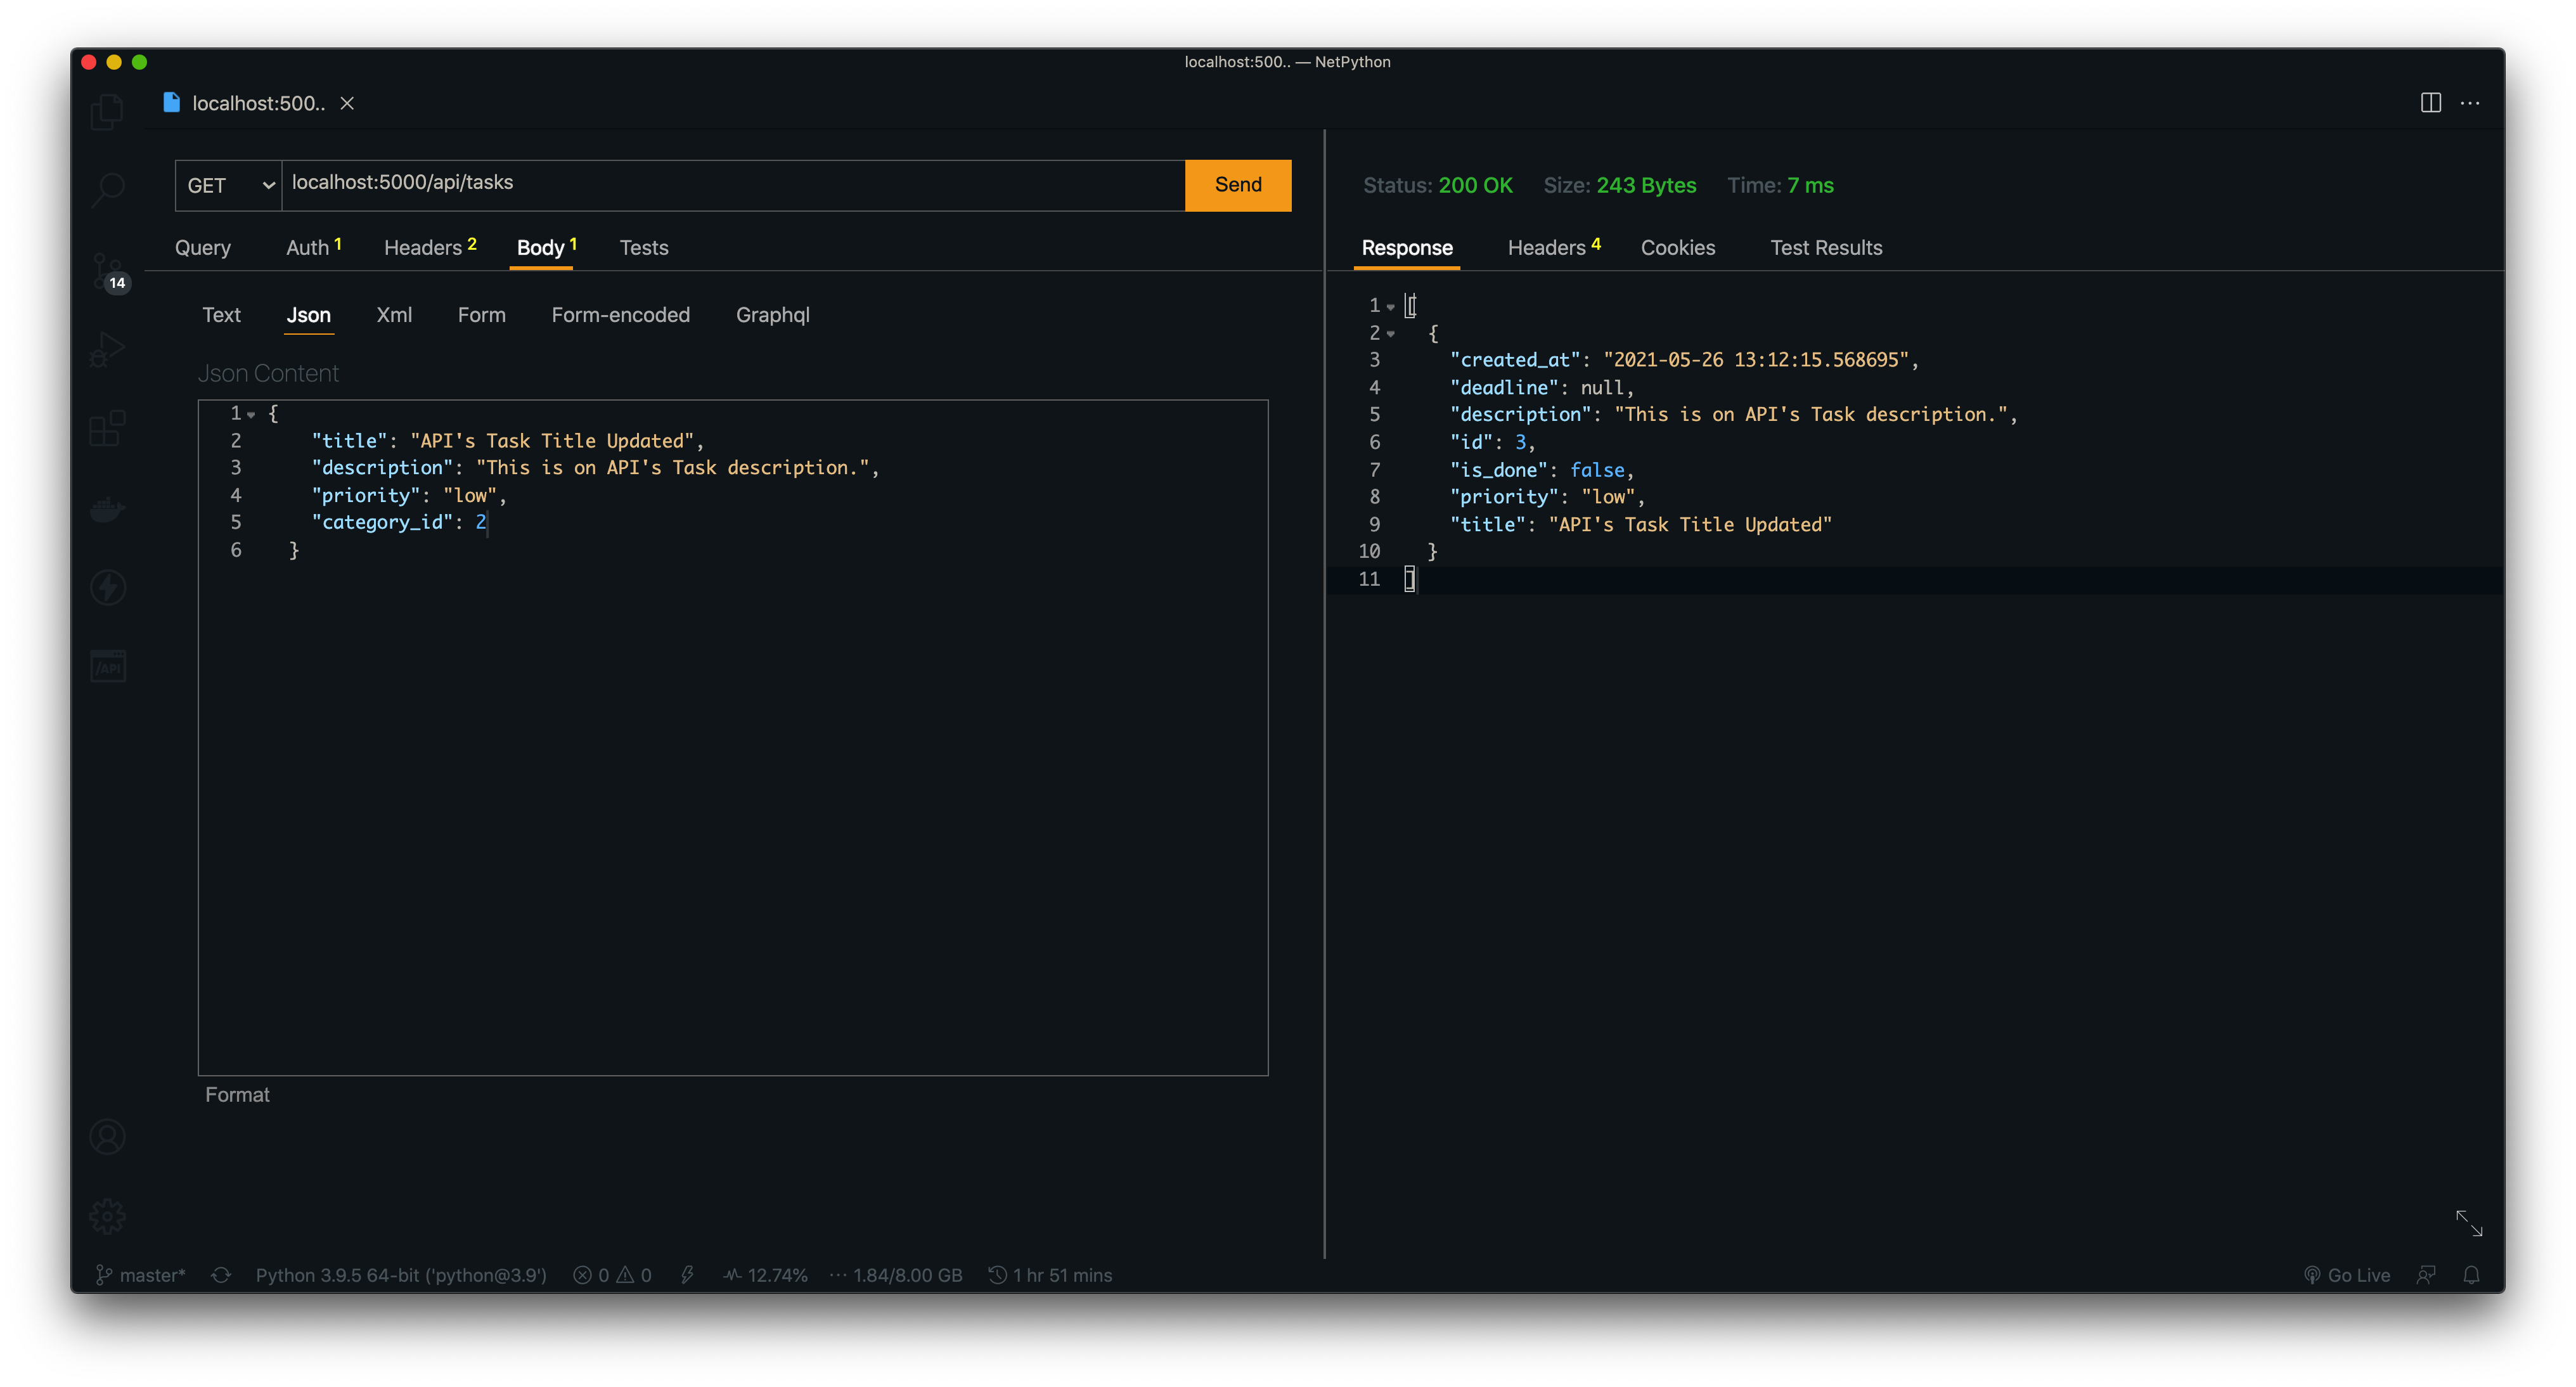 localhost:500.. — NetPython
localhost:500..
GET
localhost:5000/api/tasks
Send
Query Auth 1 Headers 2 Body 1 Tests
Text Json Xml Form Form-encoded Graphql
Json Content
1 {
2 "title": "API's Task Title Updated",
3 "description": "This is on API's Task description.",
4 "priority": "low",
5 "category_id": 2
6 }
Format
Status: 200 OK Size: 243 Bytes Time: 7 ms
Response Headers 4 Cookies Test Results
1 [
2 {
3 "created_at": "2021-05-26 13:12:15.568695",
4 "deadline": null,
5 "description": "This is on API's Task description.",
6 "id": 3,
7 "is_done": false,
8 "priority": "low",
9 "title": "API's Task Title Updated"
10 }
11 ]
14
/API
master* Python 3.9.5 64-bit ('python@3.9') 0 0 12.74% ··· 1.84/8.00 GB 1 hr 51 mins Go Live